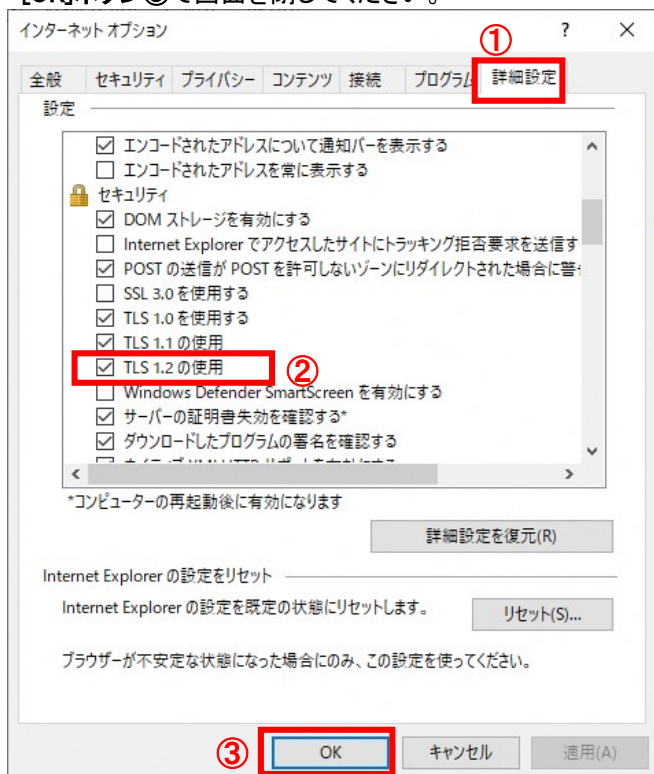 [OK]ボタン③で画面を閉じてください。
インターネット オプション
①
?
×
全般 セキュリティ プライバシー コンテンツ 接続 プログラム 詳細設定
設定
エンコードされたアドレスについて通知バーを表示する
エンコードされたアドレスを常に表示する
セキュリティ
DOM ストレージを有効にする
Internet Explorer でアクセスしたサイトにトラッキング拒否要求を送信す
POST の送信が POST を許可しないゾーンにリダイレクトされた場合に警
SSL 3.0 を使用する
TLS 1.0 を使用する
TLS 1.1 の使用
TLS 1.2 の使用 ②
Windows Defender SmartScreen を有効にする
サーバーの証明書失効を確認する*
ダウンロードしたプログラムの署名を確認する
*コンピューターの再起動後に有効になります
詳細設定を復元(R)
Internet Explorer の設定をリセット
Internet Explorer の設定を既定の状態にリセットします。
リセット(S)...
ブラウザーが不安定な状態になった場合にのみ、この設定を使ってください。
③ OK キャンセル 適用(A)